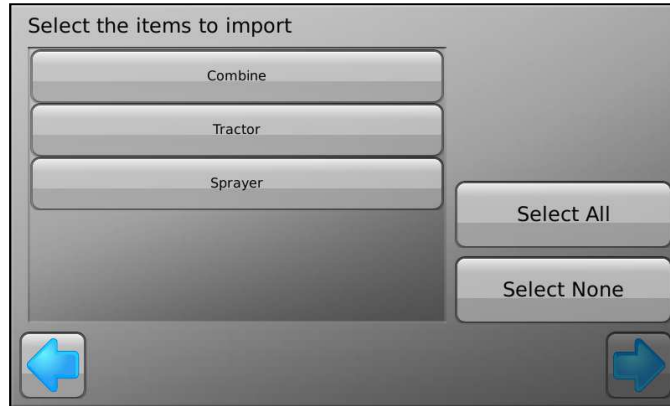 Select the items to import
Combine
Tractor
Sprayer
Select All
Select None